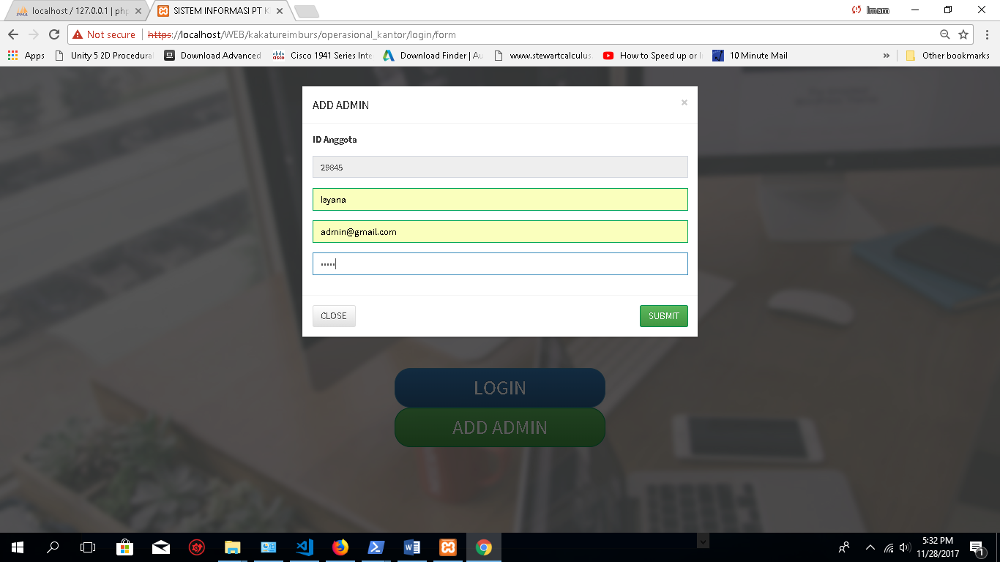 localhost / 127.0.0.1 | php
SISTEM INFORMASI PT K
Imam
Not secure
https://localhost/WEB/kakatureimburs/operasional_kantor/login/form
Apps
Unity 5 2D Procedural
Download Advanced
Cisco 1941 Series Inte
Download Finder | Au
www.stewartcalculus.
How to Speed up or I
10 Minute Mail
»
Other bookmarks
ADD ADMIN
×
ID Anggota
29845
Isyana
admin@gmail.com
•••••
CLOSE
SUBMIT
LOGIN
ADD ADMIN
5:32 PM
11/28/2017
1